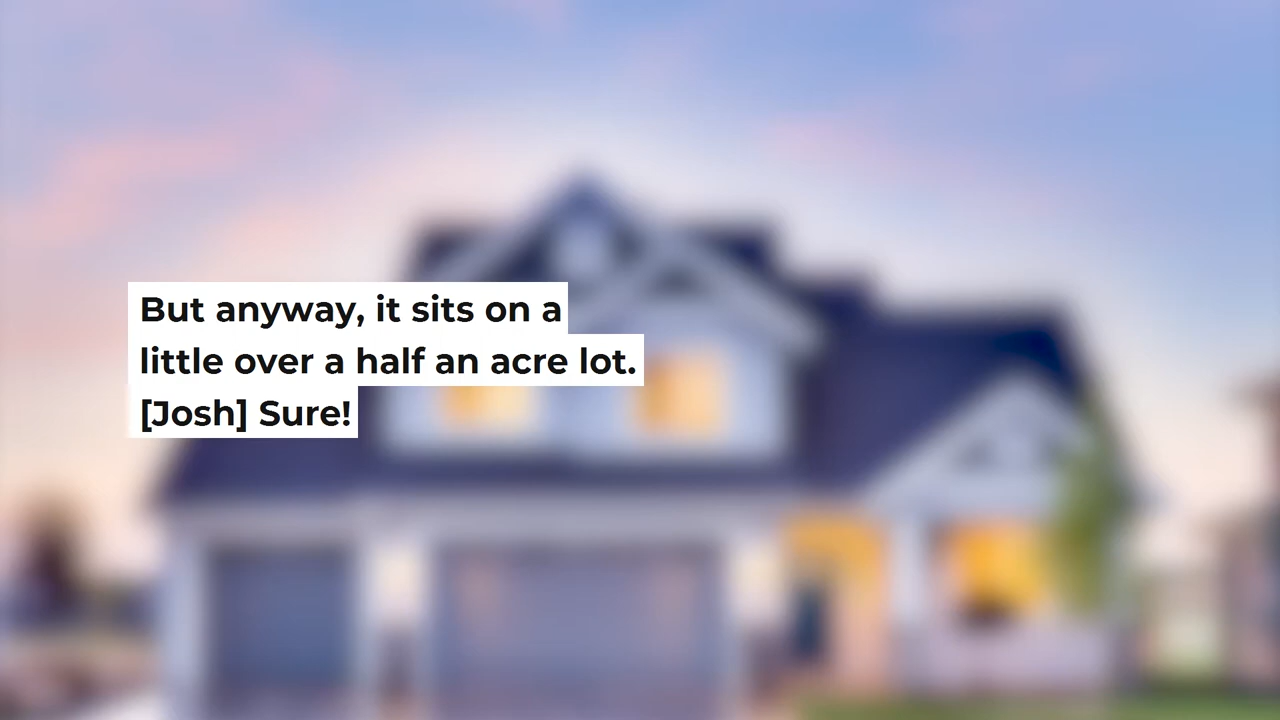 But anyway, it sits on a
little over a half an acre lot.
[Josh] Sure!